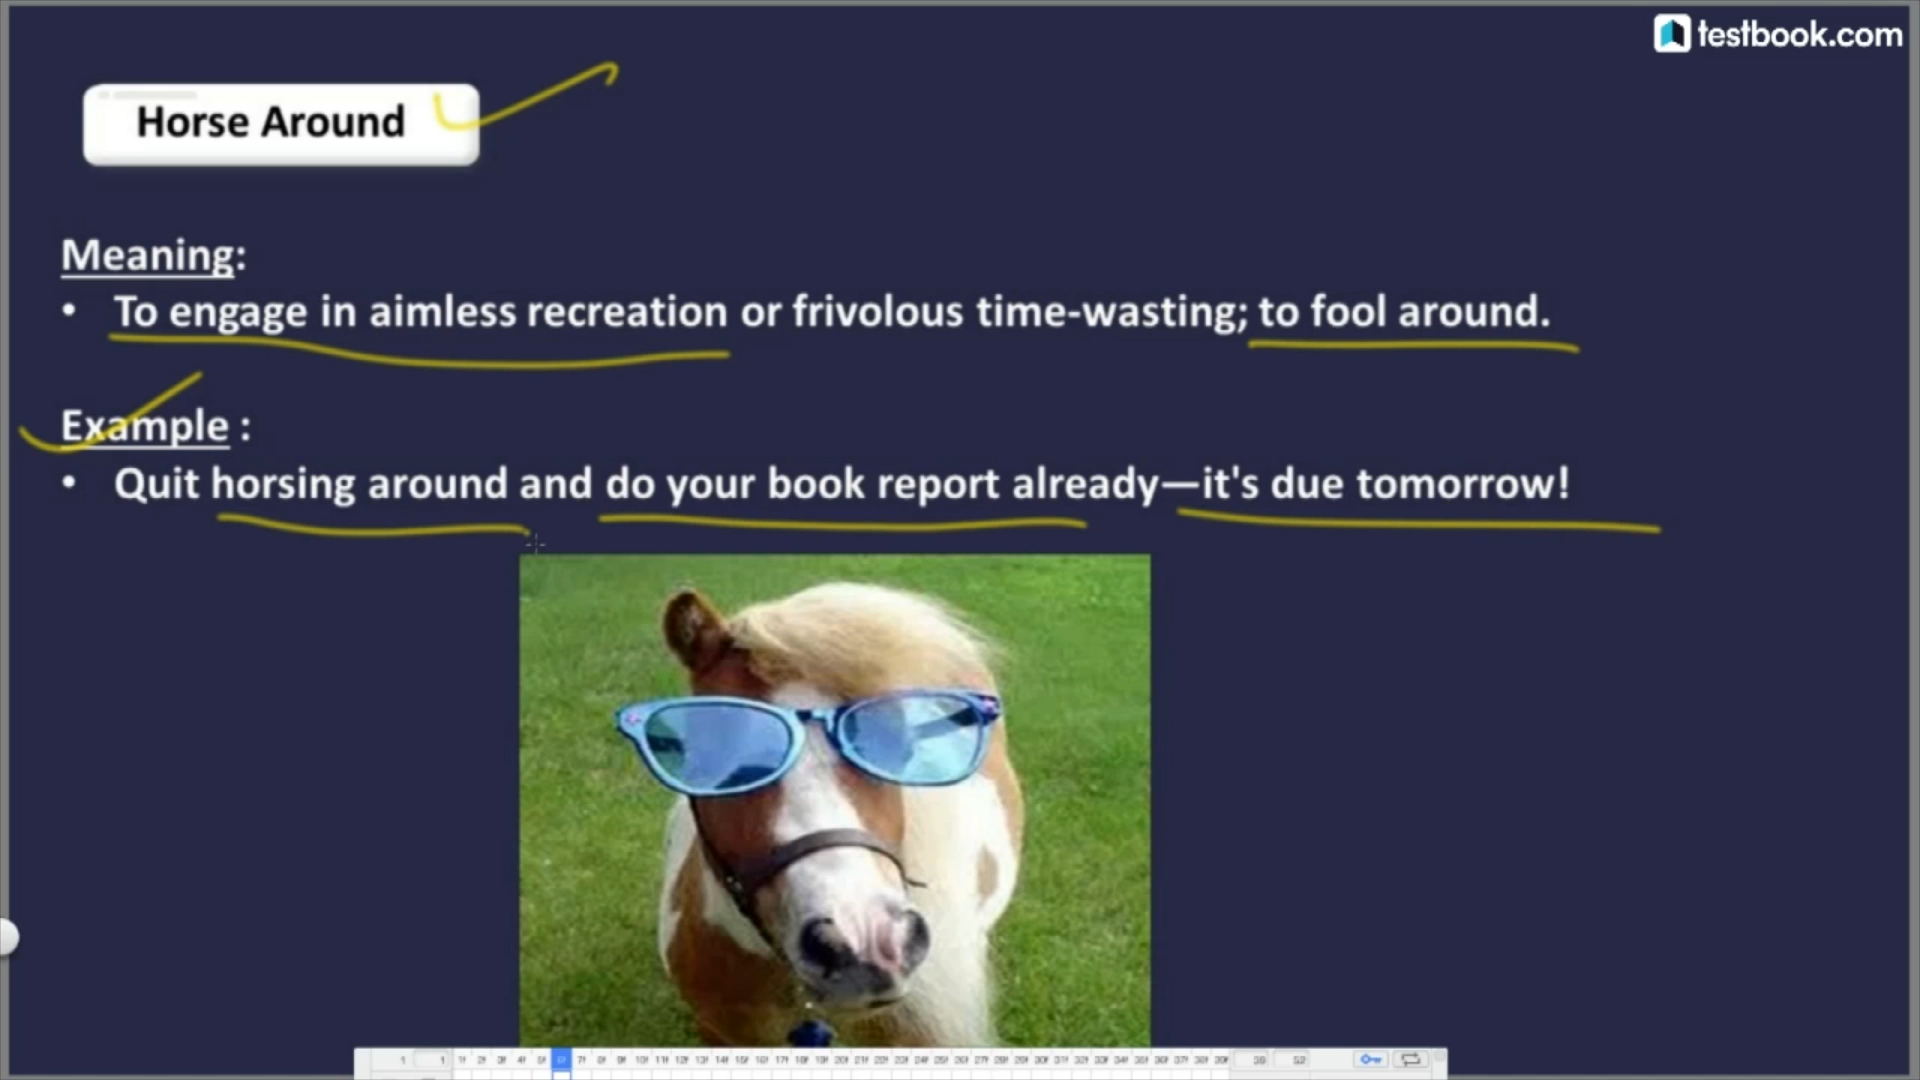 testbook.com
Horse Around
Meaning:
• To engage in aimless recreation or frivolous time-wasting; to fool around.
Example :
• Quit horsing around and do your book report already—it's due tomorrow!